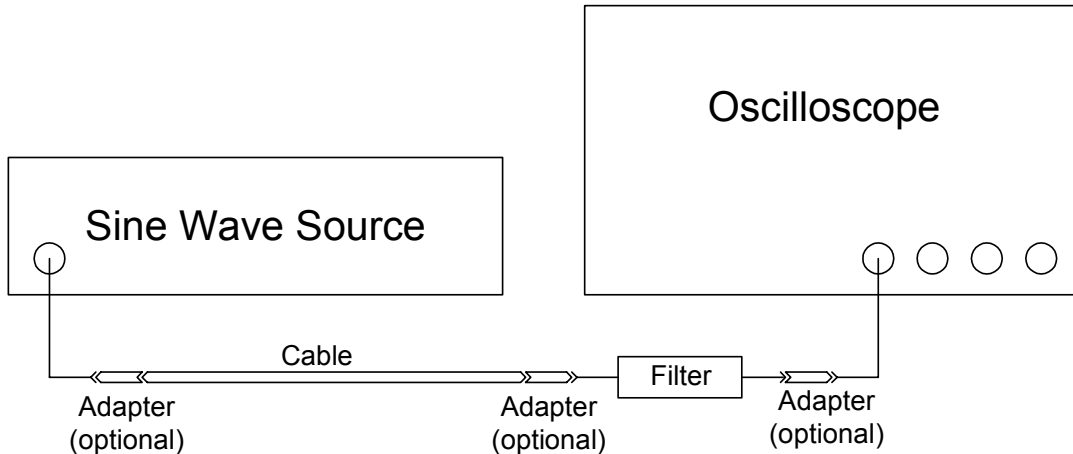 Oscilloscope
Sine Wave Source
Cable
Filter
Adapter
(optional)
Adapter
(optional)
Adapter
(optional)